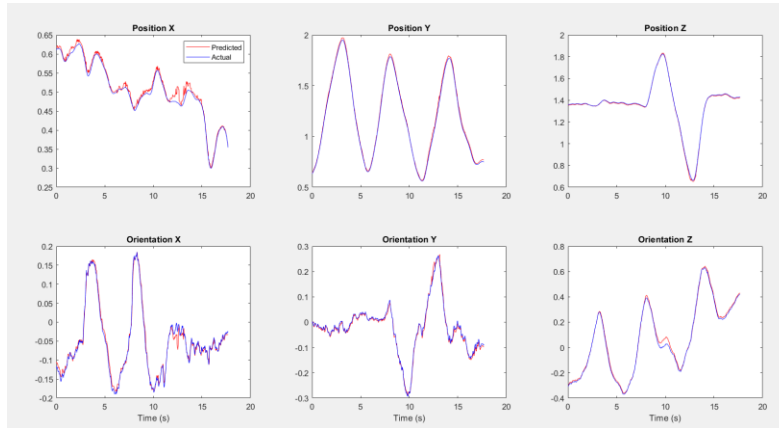 Position X
Position Y
Position Z
0.65
0.6
0.55
0.5
0.45
0.4
0.35
0.3
0.25
Predicted
Actual
0 5 10 15 20
2
1.5
1
0.5
0 5 10 15 20
2
1.8
1.6
1.4
1.2
1
0.8
0.6
0 5 10 15 20
Orientation X
Orientation Y
Orientation Z
0.2
0.15
0.1
0.05
0
-0.05
-0.1
-0.15
-0.2
0 5 10 15 20
Time (s)
0.3
0.2
0.1
0
-0.1
-0.2
-0.3
0 5 10 15 20
Time (s)
0.8
0.6
0.4
0.2
0
-0.2
-0.4
0 5 10 15 20
Time (s)